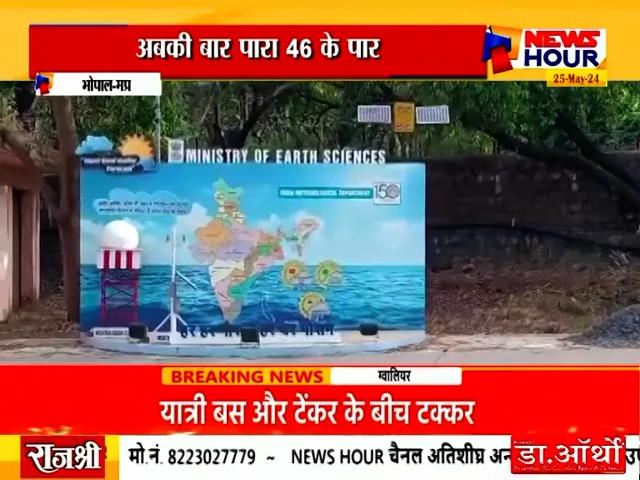 अबकी बार पारा 46 के पार
NEWS HOUR
25-May-24
भोपाल-मप्र
MINISTRY OF EARTH SCIENCES
INDIA METEOROLOGICAL DEPARTMENT 150
BREAKING NEWS ग्वालियर
यात्री बस और टेंकर के बीच टक्कर
राजश्री मो.नं. 8223027779 ~ NEWS HOUR चैनल अतिशीघ्र डा.ऑर्थो